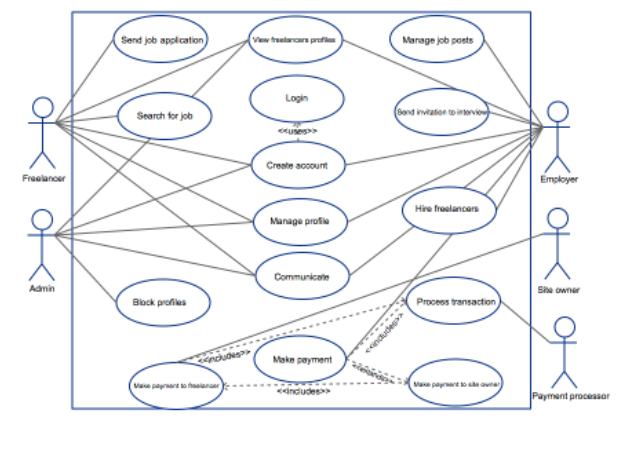 Send job application
View freelancers profiles
Manage job posts
Login
Search for job
Send invitation to interview
<<uses>>
Create account
Freelancer
Employer
Manage profile
Hire freelancers
Communicate
Admin
Site owner
Block profiles
Process transaction
<<includes>>
<<includes>>
Make payment
Make payment to freelancer
<<includes>>
Make payment to site owner
Payment processor